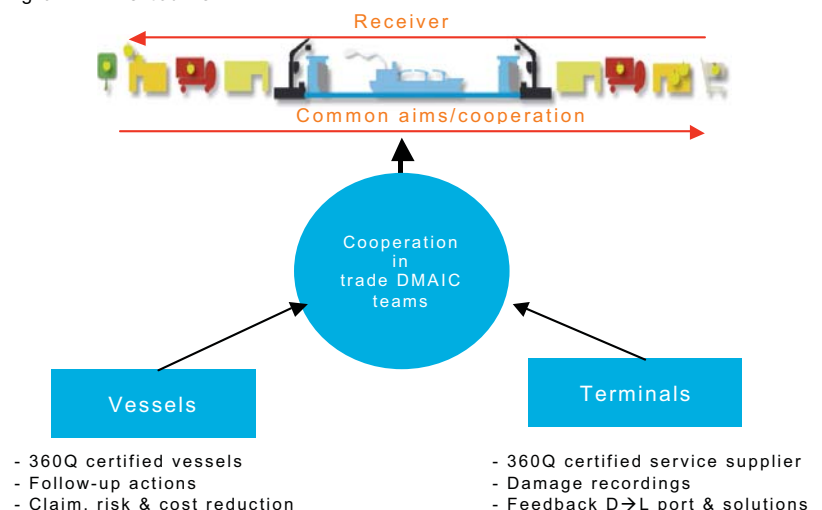 Receiver
Common aims/cooperation
Cooperation
in
trade DMAIC
teams
Vessels
Terminals
- 360Q certified vessels
- Follow-up actions
- Claim, risk & cost reduction
- 360Q certified service supplier
- Damage recordings
- Feedback D→L port & solutions